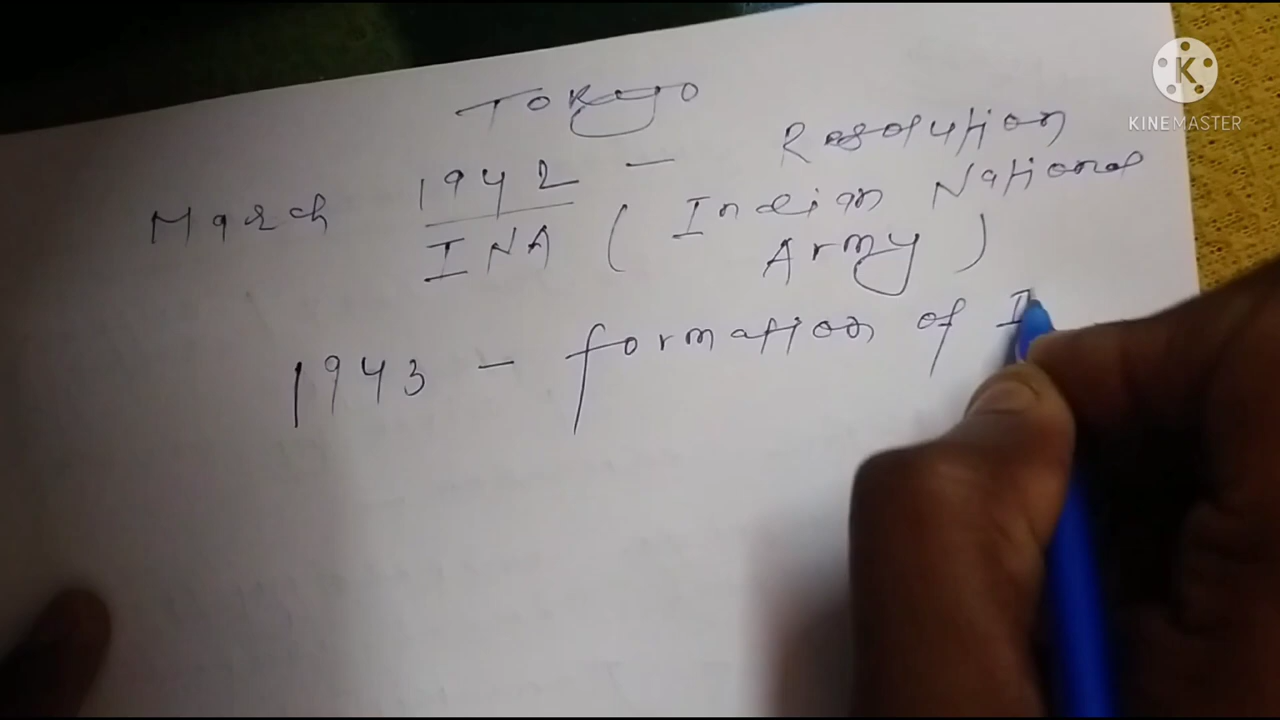 TOKYO
March 1942 - Resolution
INA ( Indian National
Army )
1943 - formation of I
K
KINEMASTER